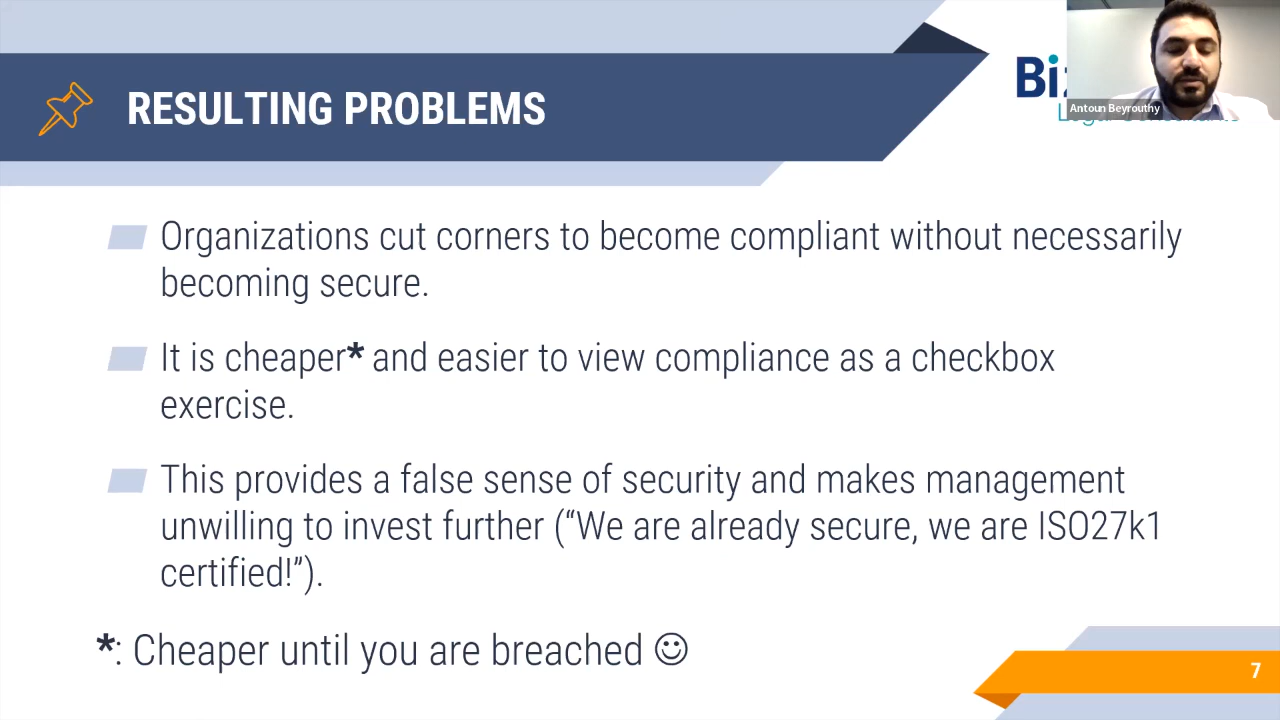 RESULTING PROBLEMS
Antoun Beyrouthy
Organizations cut corners to become compliant without necessarily
becoming secure.
It is cheaper* and easier to view compliance as a checkbox
exercise.
This provides a false sense of security and makes management
unwilling to invest further (“We are already secure, we are ISO27k1
certified!”).
*: Cheaper until you are breached ☺
7